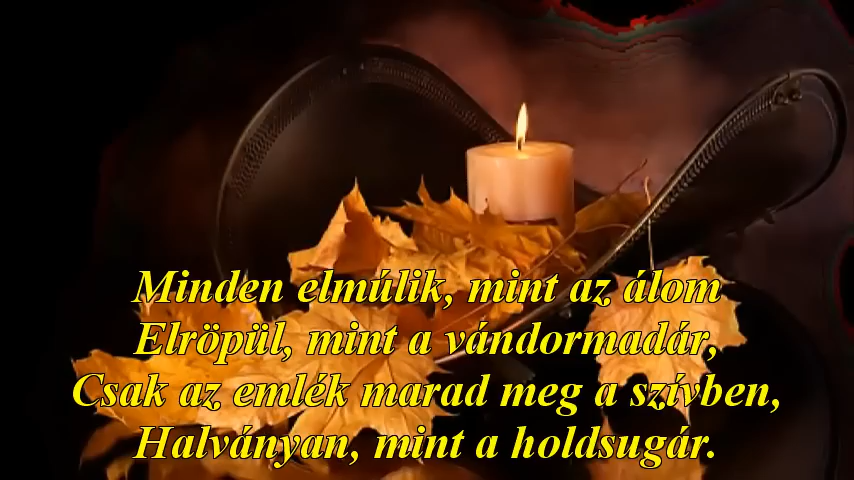 Minden elmúlik, mint az álom
Elröpül, mint a vándormadár,
Csak az emlék marad meg a szívben,
Halványan, mint a holdsugár.